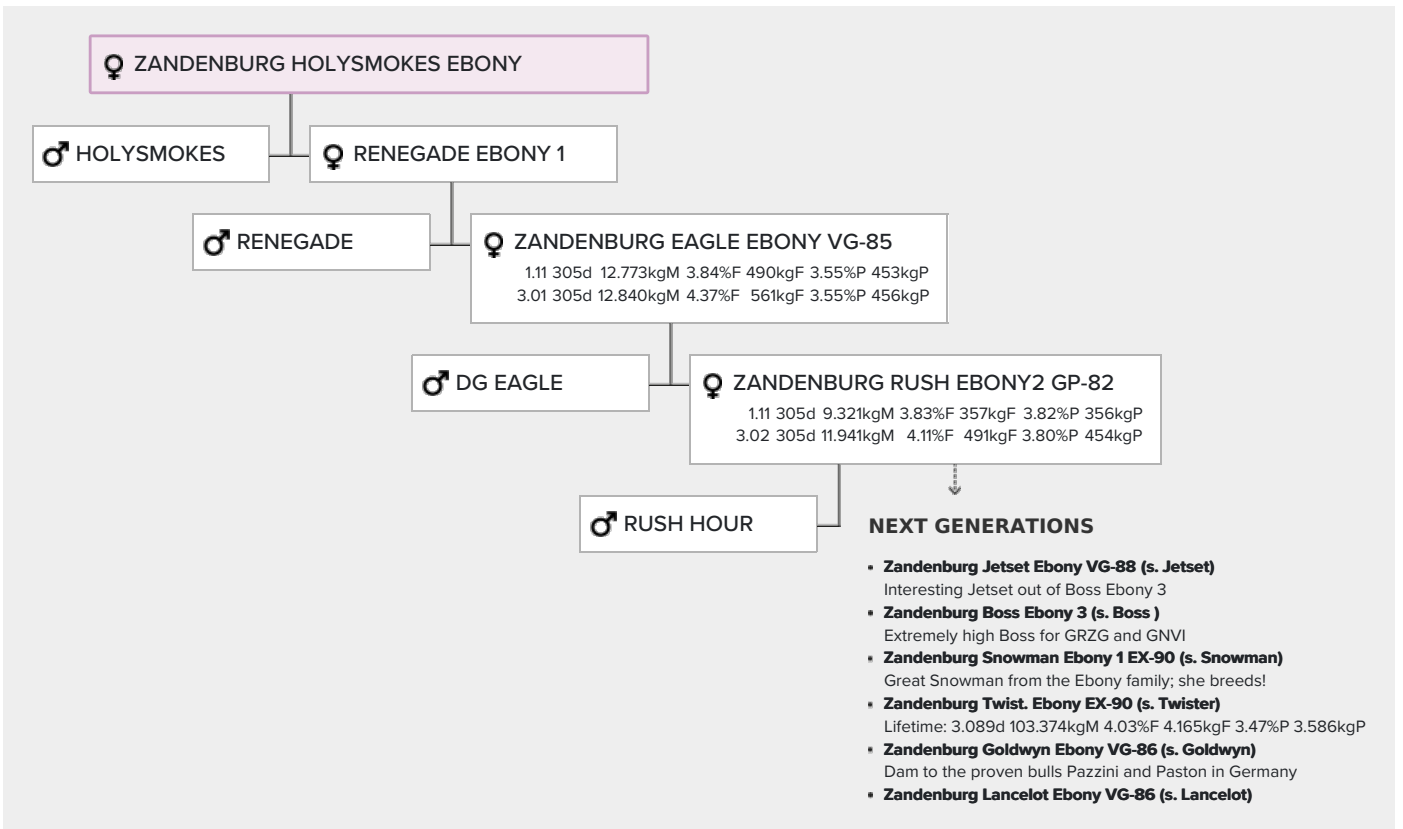 ZANDENBURG HOLYSMOKES EBONY
HOLYSMOKES
RENEGADE EBONY 1
RENEGADE
ZANDENBURG EAGLE EBONY VG-85
1.11 305d 12.773kgM 3.84%F 490kgF 3.55%P 453kgP
3.01 305d 12.840kgM 4.37%F 561kgF 3.55%P 456kgP
DG EAGLE
ZANDENBURG RUSH EBONY2 GP-82
1.11 305d 9.321kgM 3.83%F 357kgF 3.82%P 356kgP
3.02 305d 11.941kgM 4.11%F 491kgF 3.80%P 454kgP
RUSH HOUR
NEXT GENERATIONS
▪ Zandenburg Jetset Ebony VG-88 (s. Jetset)
Interesting Jetset out of Boss Ebony 3
▪ Zandenburg Boss Ebony 3 (s. Boss )
Extremely high Boss for GRZG and GNVI
▪ Zandenburg Snowman Ebony 1 EX-90 (s. Snowman)
Great Snowman from the Ebony family; she breeds!
▪ Zandenburg Twist. Ebony EX-90 (s. Twister)
Lifetime: 3.089d 103.374kgM 4.03%F 4.165kgF 3.47%P 3.586kgP
▪ Zandenburg Goldwyn Ebony VG-86 (s. Goldwyn)
Dam to the proven bulls Pazzini and Paston in Germany
▪ Zandenburg Lancelot Ebony VG-86 (s. Lancelot)